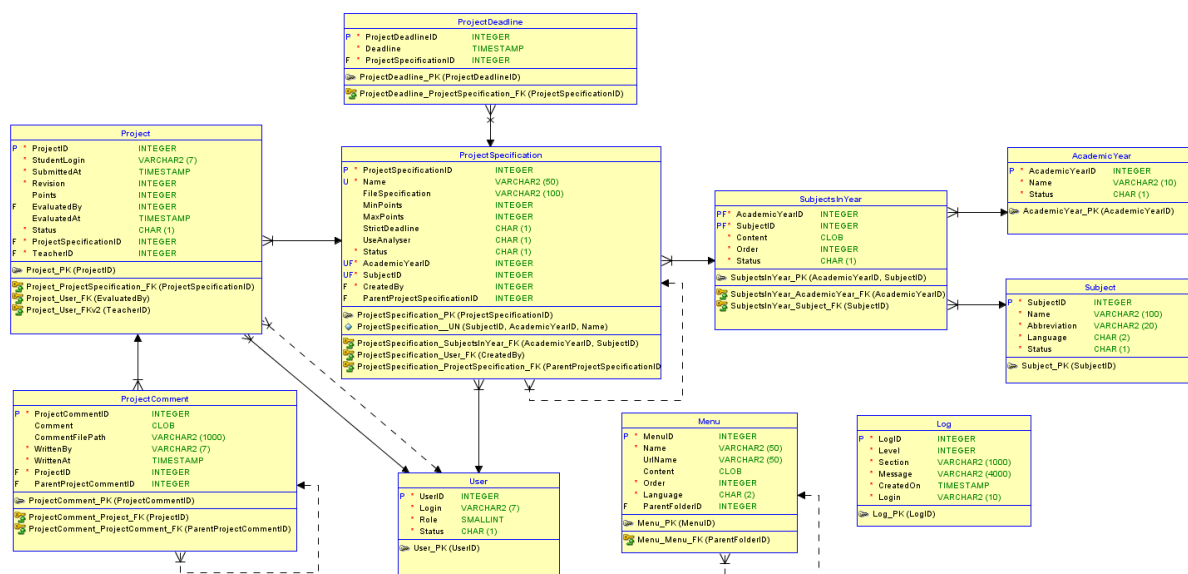 ProjectDeadline
P * ProjectDeadlineID INTEGER
* Deadline TIMESTAMP
F * ProjectSpecificationID INTEGER
ProjectDeadline_PK (ProjectDeadlineID)
ProjectDeadline_ProjectSpecification_FK (ProjectSpecificationID)
Project
P * ProjectID INTEGER
* StudentLogin VARCHAR2 (7)
* SubmittedAt TIMESTAMP
* Revision INTEGER
Points INTEGER
F EvaluatedBy INTEGER
EvaluatedAt TIMESTAMP
* Status CHAR (1)
F * ProjectSpecificationID INTEGER
F * TeacherID INTEGER
Project_PK (ProjectID)
Project_ProjectSpecification_FK (ProjectSpecificationID)
Project_User_FK (EvaluatedBy)
Project_User_FKv2 (TeacherID)
ProjectSpecification
P * ProjectSpecificationID INTEGER
U * Name VARCHAR2 (50)
FileSpecification VARCHAR2 (100)
MinPoints INTEGER
MaxPoints INTEGER
StrictDeadline CHAR (1)
UseAnalyser CHAR (1)
* Status CHAR (1)
UF * AcademicYearID INTEGER
UF * SubjectID INTEGER
F * CreatedBy INTEGER
F ParentProjectSpecificationID INTEGER
ProjectSpecification_PK (ProjectSpecificationID)
ProjectSpecification__UN (SubjectID, AcademicYearID, Name)
ProjectSpecification_SubjectsInYear_FK (AcademicYearID, SubjectID)
ProjectSpecification_User_FK (CreatedBy)
ProjectSpecification_ProjectSpecification_FK (ParentProjectSpecificationID
SubjectsInYear
PF * AcademicYearID INTEGER
PF * SubjectID INTEGER
* Content CLOB
* Order INTEGER
* Status CHAR (1)
SubjectsInYear_PK (AcademicYearID, SubjectID)
SubjectsInYear_AcademicYear_FK (AcademicYearID)
SubjectsInYear_Subject_FK (SubjectID)
AcademicYear
P * AcademicYearID INTEGER
* Name VARCHAR2 (10)
* Status CHAR (1)
AcademicYear_PK (AcademicYearID)
Subject
P * SubjectID INTEGER
* Name VARCHAR2 (100)
* Abbreviation VARCHAR2 (20)
* Language CHAR (2)
* Status CHAR (1)
Subject_PK (SubjectID)
ProjectComment
P * ProjectCommentID INTEGER
Comment CLOB
CommentFilePath VARCHAR2 (1000)
* WrittenBy VARCHAR2 (7)
* WrittenAt TIMESTAMP
F * ProjectID INTEGER
F ParentProjectCommentID INTEGER
ProjectComment_PK (ProjectCommentID)
ProjectComment_Project_FK (ProjectID)
ProjectComment_ProjectComment_FK (ParentProjectCommentID)
User
P * UserID INTEGER
* Login VARCHAR2 (7)
* Role SMALLINT
* Status CHAR (1)
User_PK (UserID)
Menu
P * MenuID INTEGER
* Name VARCHAR2 (50)
UrlName VARCHAR2 (50)
Content CLOB
* Order INTEGER
* Language CHAR (2)
F ParentFolderID INTEGER
Menu_PK (MenuID)
Menu_Menu_FK (ParentFolderID)
Log
P * LogID INTEGER
* Level INTEGER
* Section VARCHAR2 (1000)
* Message VARCHAR2 (4000)
* CreatedOn TIMESTAMP
* Login VARCHAR2 (10)
Log_PK (LogID)